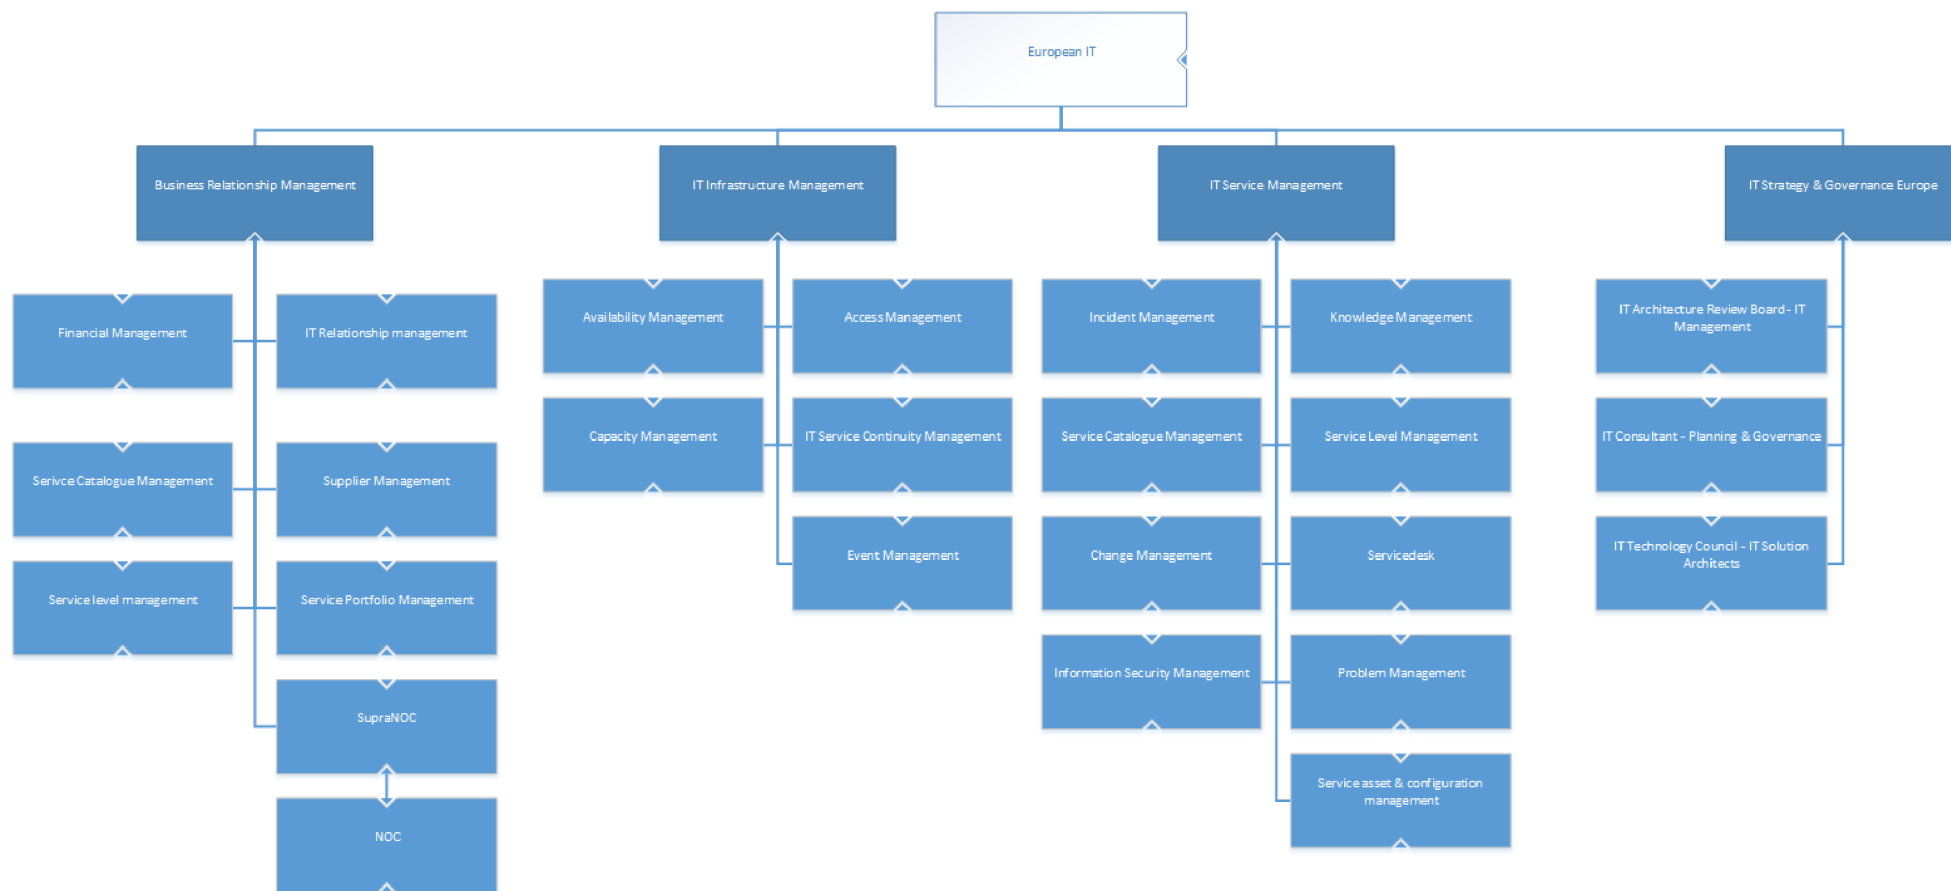 European IT
Business Relationship Management
IT Infrastructure Management
IT Service Management
IT Strategy & Governance Europe
Financial Management
IT Relationship management
Serivce Catalogue Management
Supplier Management
Service level management
Service Portfolio Management
SupraNOC
NOC
Availability Management
Access Management
Capacity Management
IT Service Continuity Management
Event Management
Incident Management
Knowledge Management
Service Catalogue Management
Service Level Management
Change Management
Servicedesk
Information Security Management
Problem Management
Service asset & configuration
management
IT Architecture Review Board - IT
Management
IT Consultant - Planning & Governance
IT Technology Council - IT Solution
Architects